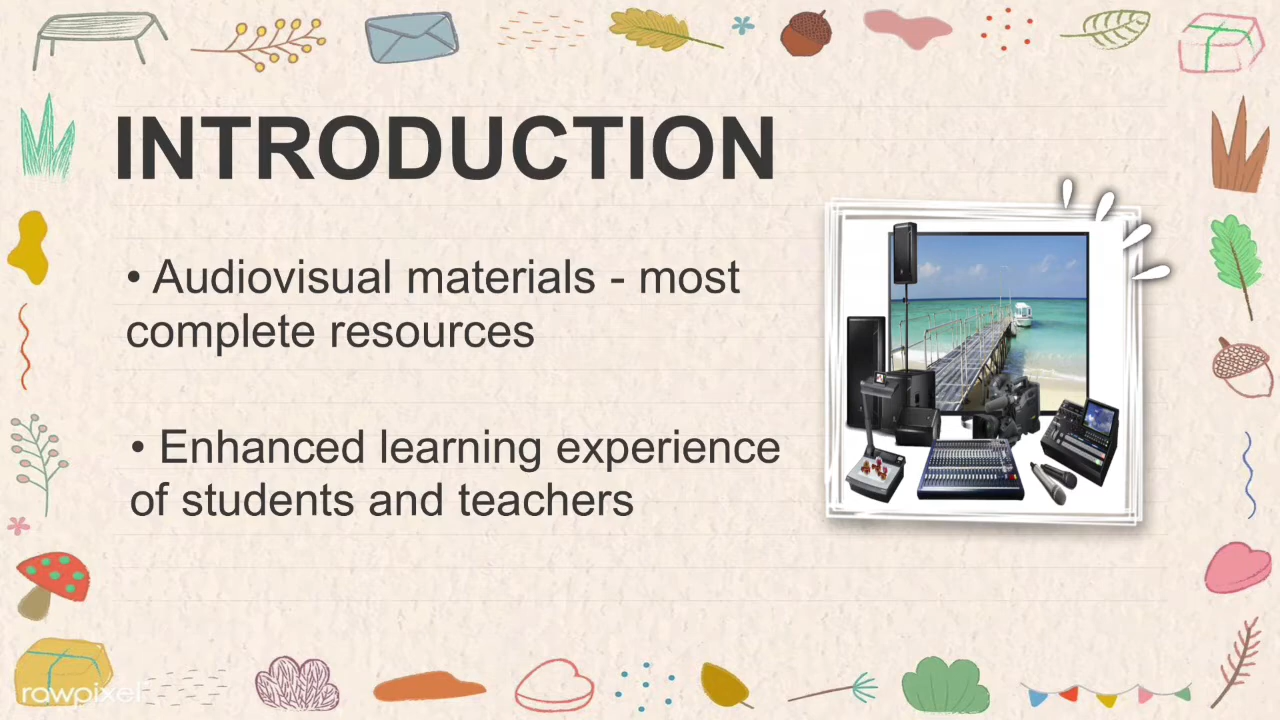 INTRODUCTION
• Audiovisual materials - most
complete resources
• Enhanced learning experience
of students and teachers
rawpixel